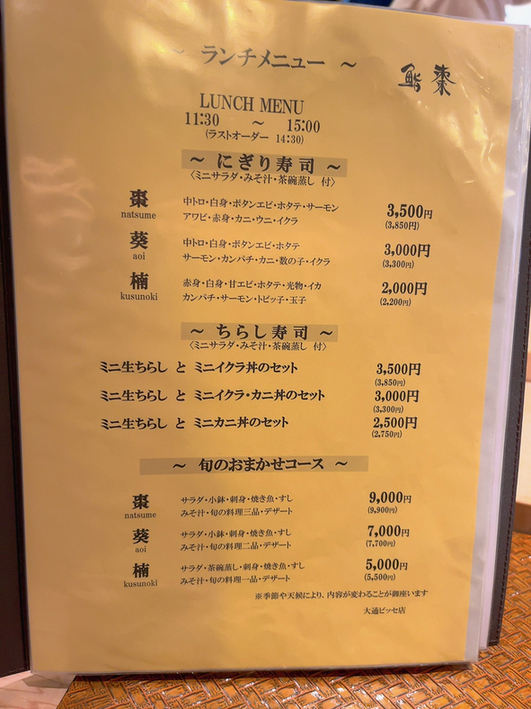 ～ ランチメニュー ～
鮨 棗
LUNCH MENU
11:30 ～ 15:00
(ラストオーダー 14:30)
～ にぎり寿司 ～
〈ミニサラダ・みそ汁・茶碗蒸し 付〉
棗 中トロ・白身・ボタンエビ・ホタテ・サーモン 3,500円
natsume アワビ・赤身・カニ・ウニ・イクラ (3,850円)
葵 中トロ・白身・ボタンエビ・ホタテ 3,000円
aoi サーモン・カンパチ・カニ・数の子・イクラ (3,300円)
楠 赤身・白身・甘エビ・ホタテ・光物・イカ 2,000円
kusunoki カンパチ・サーモン・トビッ子・玉子 (2,200円)
～ ちらし寿司 ～
〈ミニサラダ・みそ汁・茶碗蒸し 付〉
ミニ生ちらし と ミニイクラ丼のセット 3,500円
(3,850円)
ミニ生ちらし と ミニイクラ・カニ丼のセット 3,000円
(3,300円)
ミニ生ちらし と ミニカニ丼のセット 2,500円
(2,750円)
～ 旬のおまかせコース ～
棗 サラダ・小鉢・刺身・焼き魚・すし 9,000円
natsume みそ汁・旬の料理三品・デザート (9,900円)
葵 サラダ・小鉢・刺身・焼き魚・すし 7,000円
aoi みそ汁・旬の料理二品・デザート (7,700円)
楠 サラダ・茶碗蒸し・刺身・焼き魚・すし 5,000円
kusunoki みそ汁・旬の料理一品・デザート (5,500円)
※季節や天候により、内容が変わることが御座います
大通ビッセ店